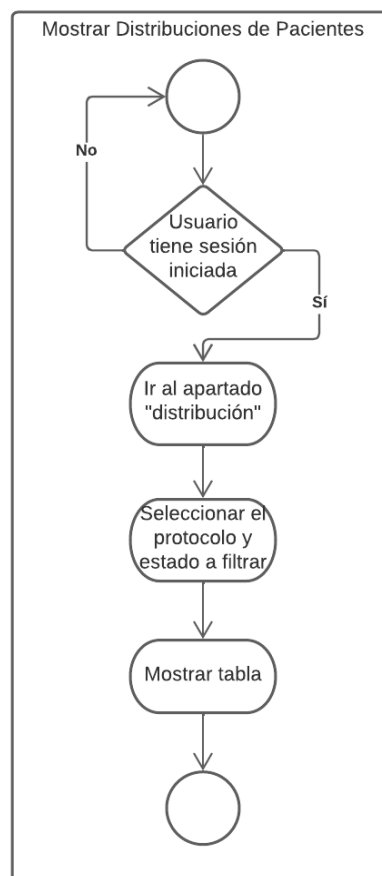 Mostrar Distribuciones de Pacientes
No
Usuario
tiene sesión
iniciada
Sí
Ir al apartado
"distribución"
Seleccionar el
protocolo y
estado a filtrar
Mostrar tabla